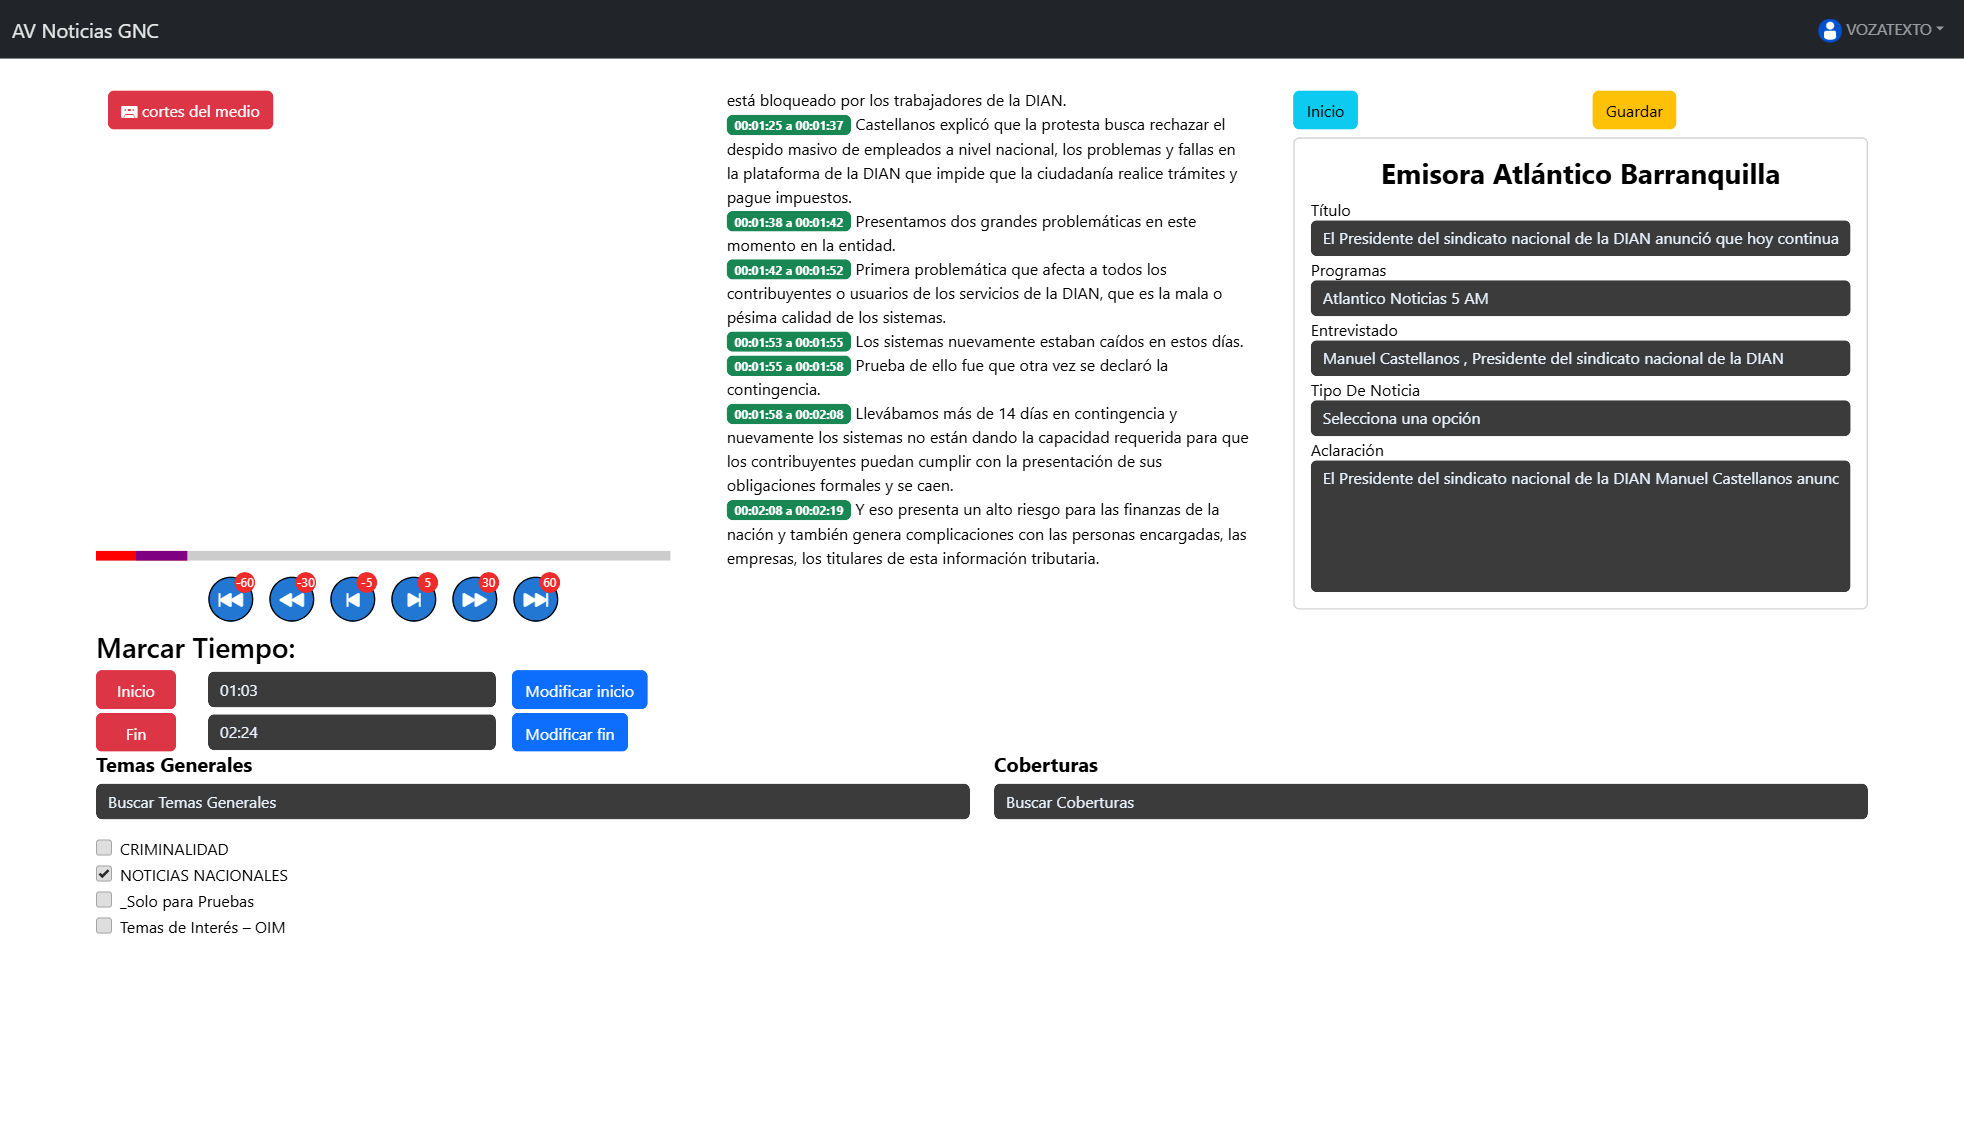 AV Noticias GNC
VOZATEXTO
cortes del medio
está bloqueado por los trabajadores de la DIAN.
00:01:25 a 00:01:37 Castellanos explicó que la protesta busca rechazar el
despido masivo de empleados a nivel nacional, los problemas y fallas en
la plataforma de la DIAN que impide que la ciudadanía realice trámites y
pague impuestos.
00:01:38 a 00:01:42 Presentamos dos grandes problemáticas en este
momento en la entidad.
00:01:42 a 00:01:52 Primera problemática que afecta a todos los
contribuyentes o usuarios de los servicios de la DIAN, que es la mala o
pésima calidad de los sistemas.
00:01:53 a 00:01:55 Los sistemas nuevamente estaban caídos en estos días.
00:01:55 a 00:01:58 Prueba de ello fue que otra vez se declaró la
contingencia.
00:01:58 a 00:02:08 Llevábamos más de 14 días en contingencia y
nuevamente los sistemas no están dando la capacidad requerida para que
los contribuyentes puedan cumplir con la presentación de sus
obligaciones formales y se caen.
00:02:08 a 00:02:19 Y eso presenta un alto riesgo para las finanzas de la
nación y también genera complicaciones con las personas encargadas, las
empresas, los titulares de esta información tributaria.
Inicio
Guardar
Emisora Atlántico Barranquilla
Título
El Presidente del sindicato nacional de la DIAN anunció que hoy continua
Programas
Atlantico Noticias 5 AM
Entrevistado
Manuel Castellanos , Presidente del sindicato nacional de la DIAN
Tipo De Noticia
Selecciona una opción
Aclaración
El Presidente del sindicato nacional de la DIAN Manuel Castellanos anunc
-60
-30
-5
5
30
60
Marcar Tiempo:
Inicio
01:03
Modificar inicio
Fin
02:24
Modificar fin
Temas Generales
Buscar Temas Generales
CRIMINALIDAD
NOTICIAS NACIONALES
_Solo para Pruebas
Temas de Interés – OIM
Coberturas
Buscar Coberturas